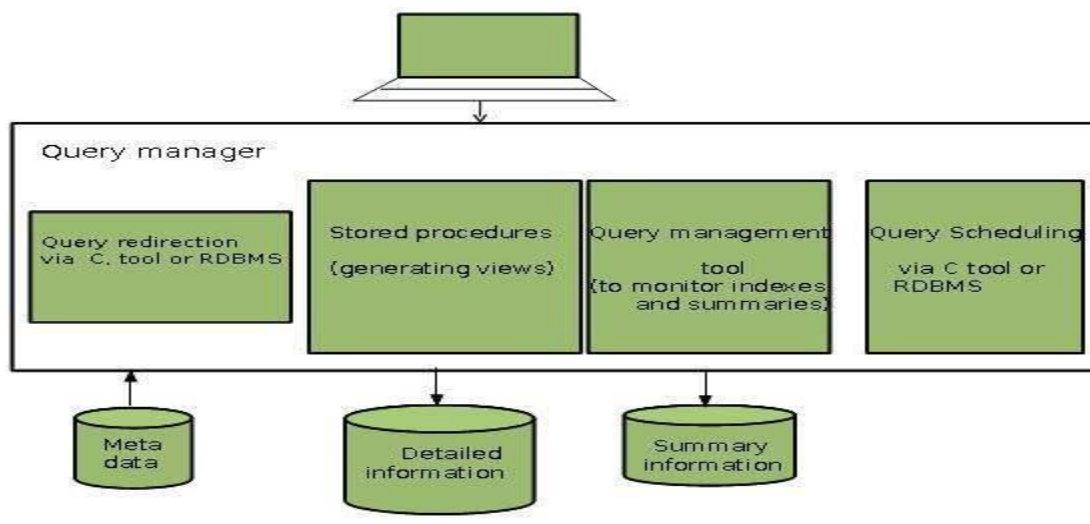 Query manager
Query redirection
via C, tool or RDBMS
Stored procedures
(generating views)
Query management
tool
(to monitor indexes
and summaries)
Query Scheduling
via C tool or
RDBMS
Meta
data
Detailed
information
Summary
information